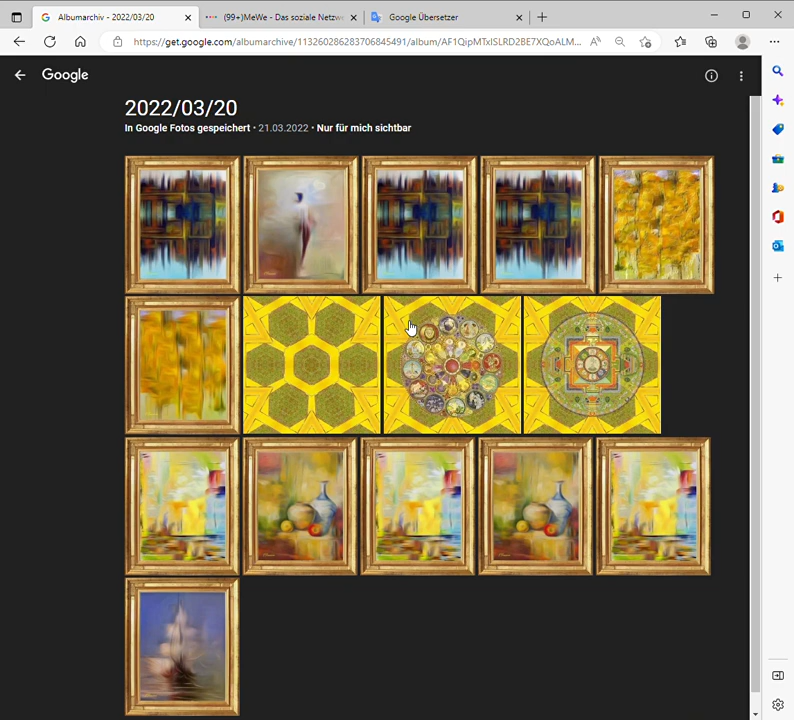 Albumarchiv - 2022/03/20
(99+)MeWe - Das soziale Netzwe
Google Übersetzer
https://get.google.com/albumarchive/113260286283706845491/album/AF1QipMTxISLRD2BE7XQoALM...
Google
2022/03/20
In Google Fotos gespeichert · 21.03.2022 · Nur für mich sichtbar